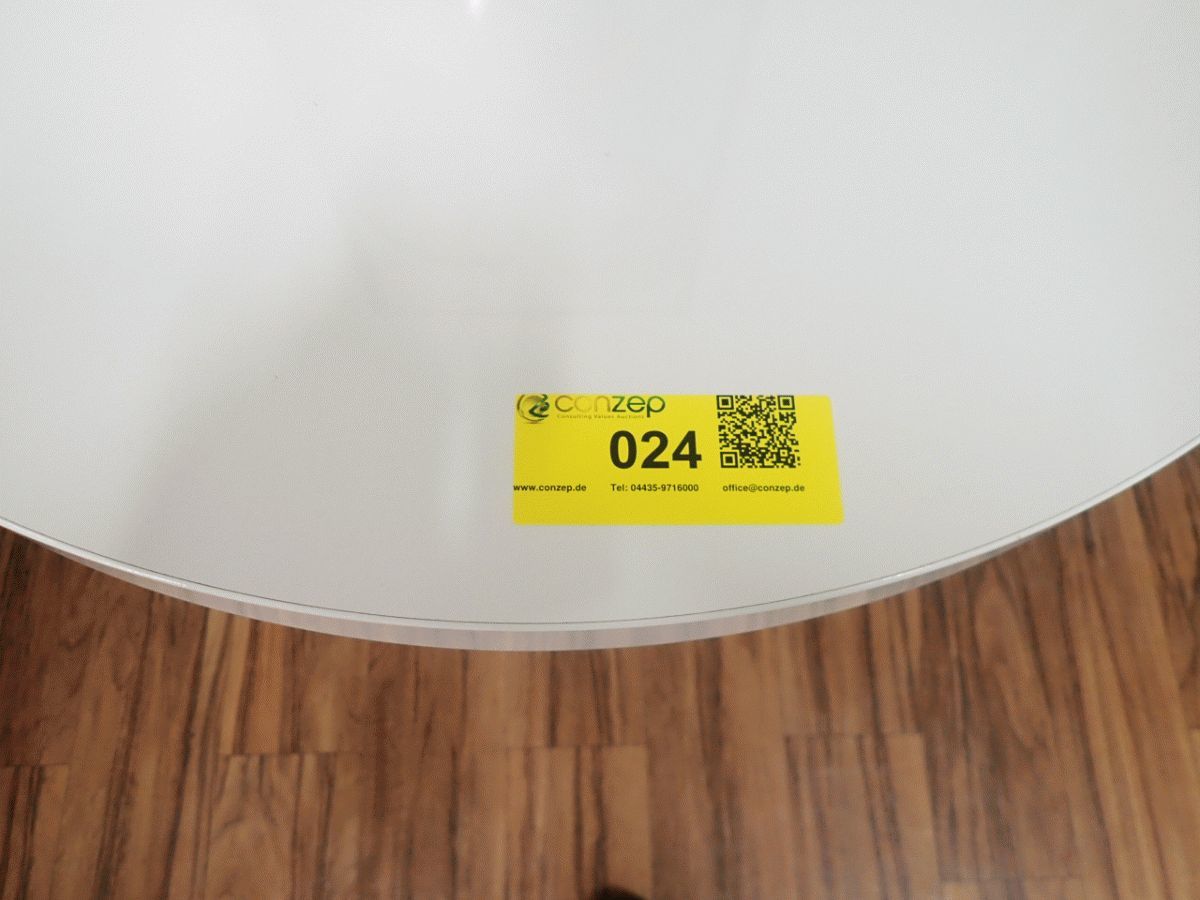 conzep
Consulting Values Auctions
024
www.conzep.de Tel: 04435-9716000 office@conzep.de